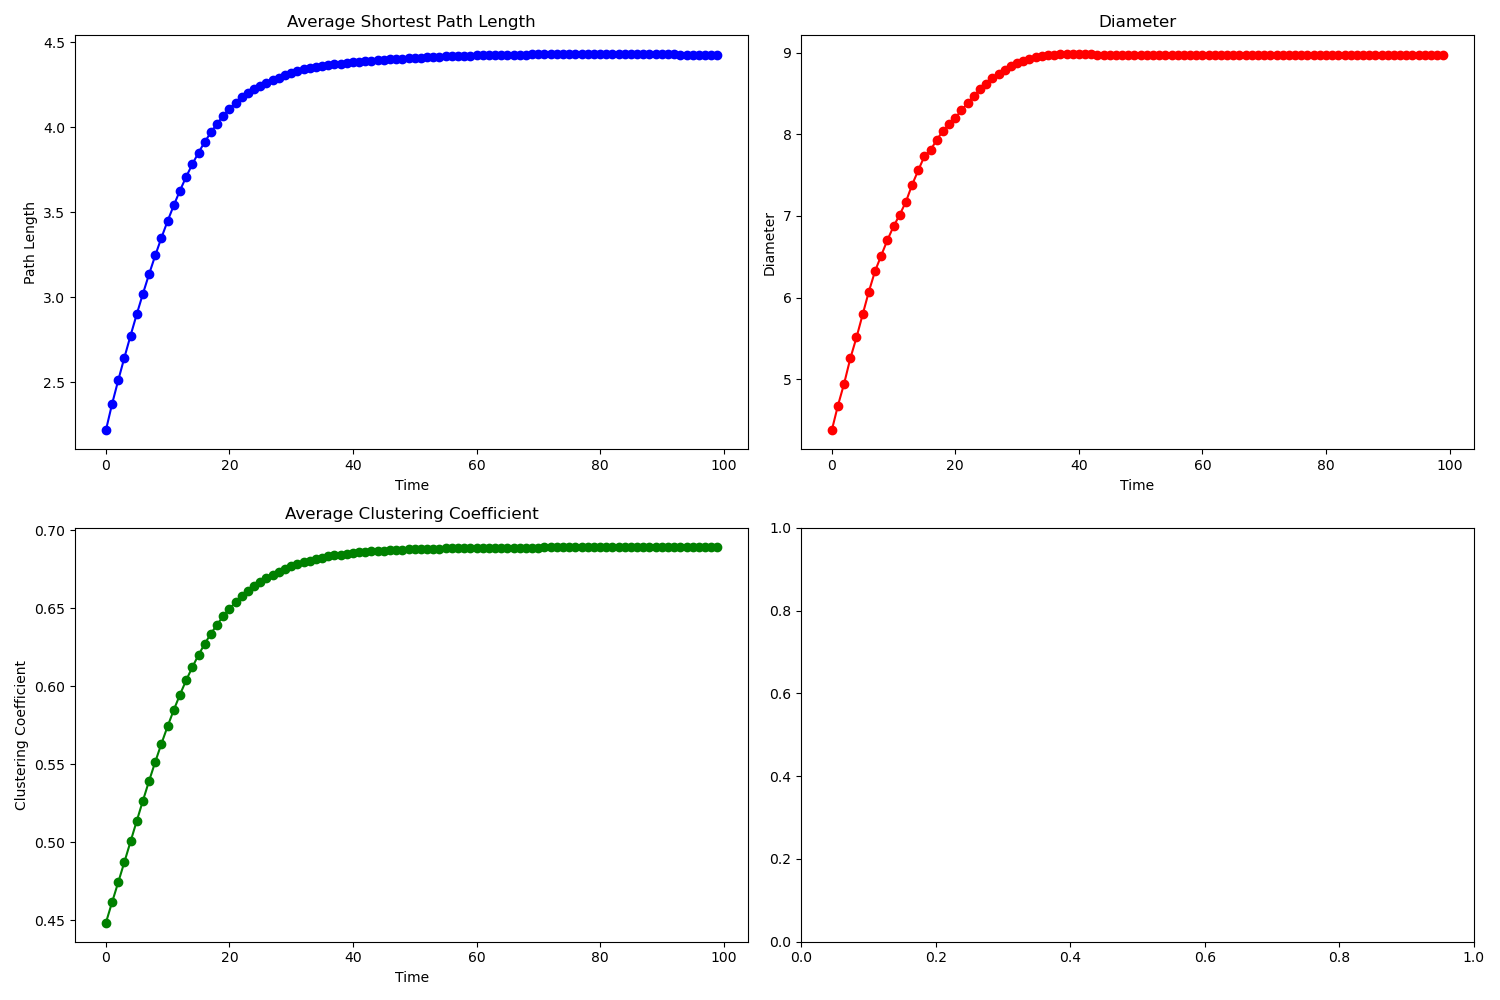 Average Shortest Path Length
4.5
4.0
3.5
3.0
2.5
Path Length
0 20 40 60 80 100
Time
Diameter
9
8
7
6
5
Diameter
0 20 40 60 80 100
Time
Average Clustering Coefficient
0.70
0.65
0.60
0.55
0.50
0.45
Clustering Coefficient
0 20 40 60 80 100
Time
1.0
0.8
0.6
0.4
0.2
0.0
0.0 0.2 0.4 0.6 0.8 1.0